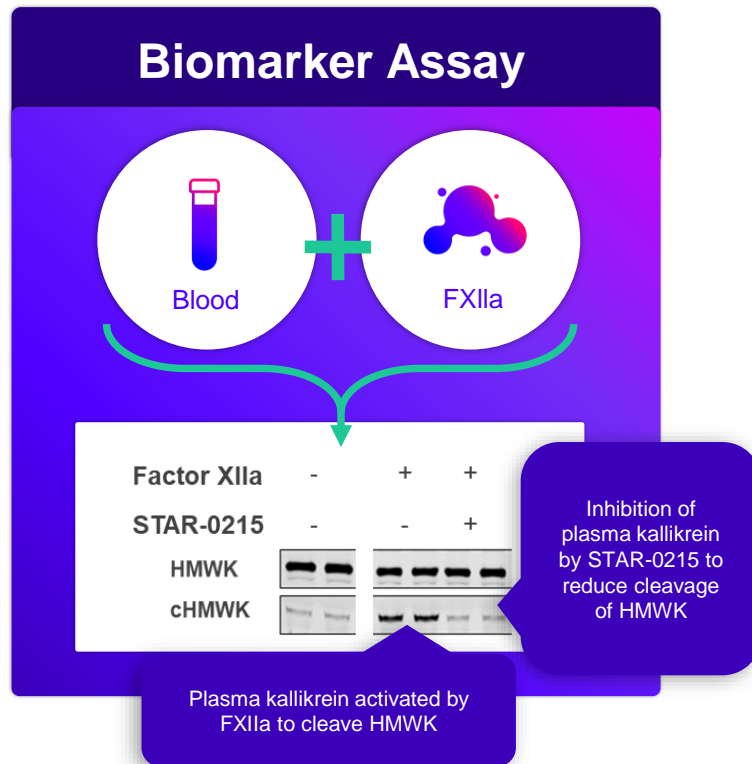 Biomarker Assay
Blood
FXIIa
Factor XIIa - + +
STAR-0215 - - +
HMWK
cHMWK
Inhibition of
plasma kallikrein
by STAR-0215 to
reduce cleavage
of HMWK
Plasma kallikrein activated by
FXIIa to cleave HMWK